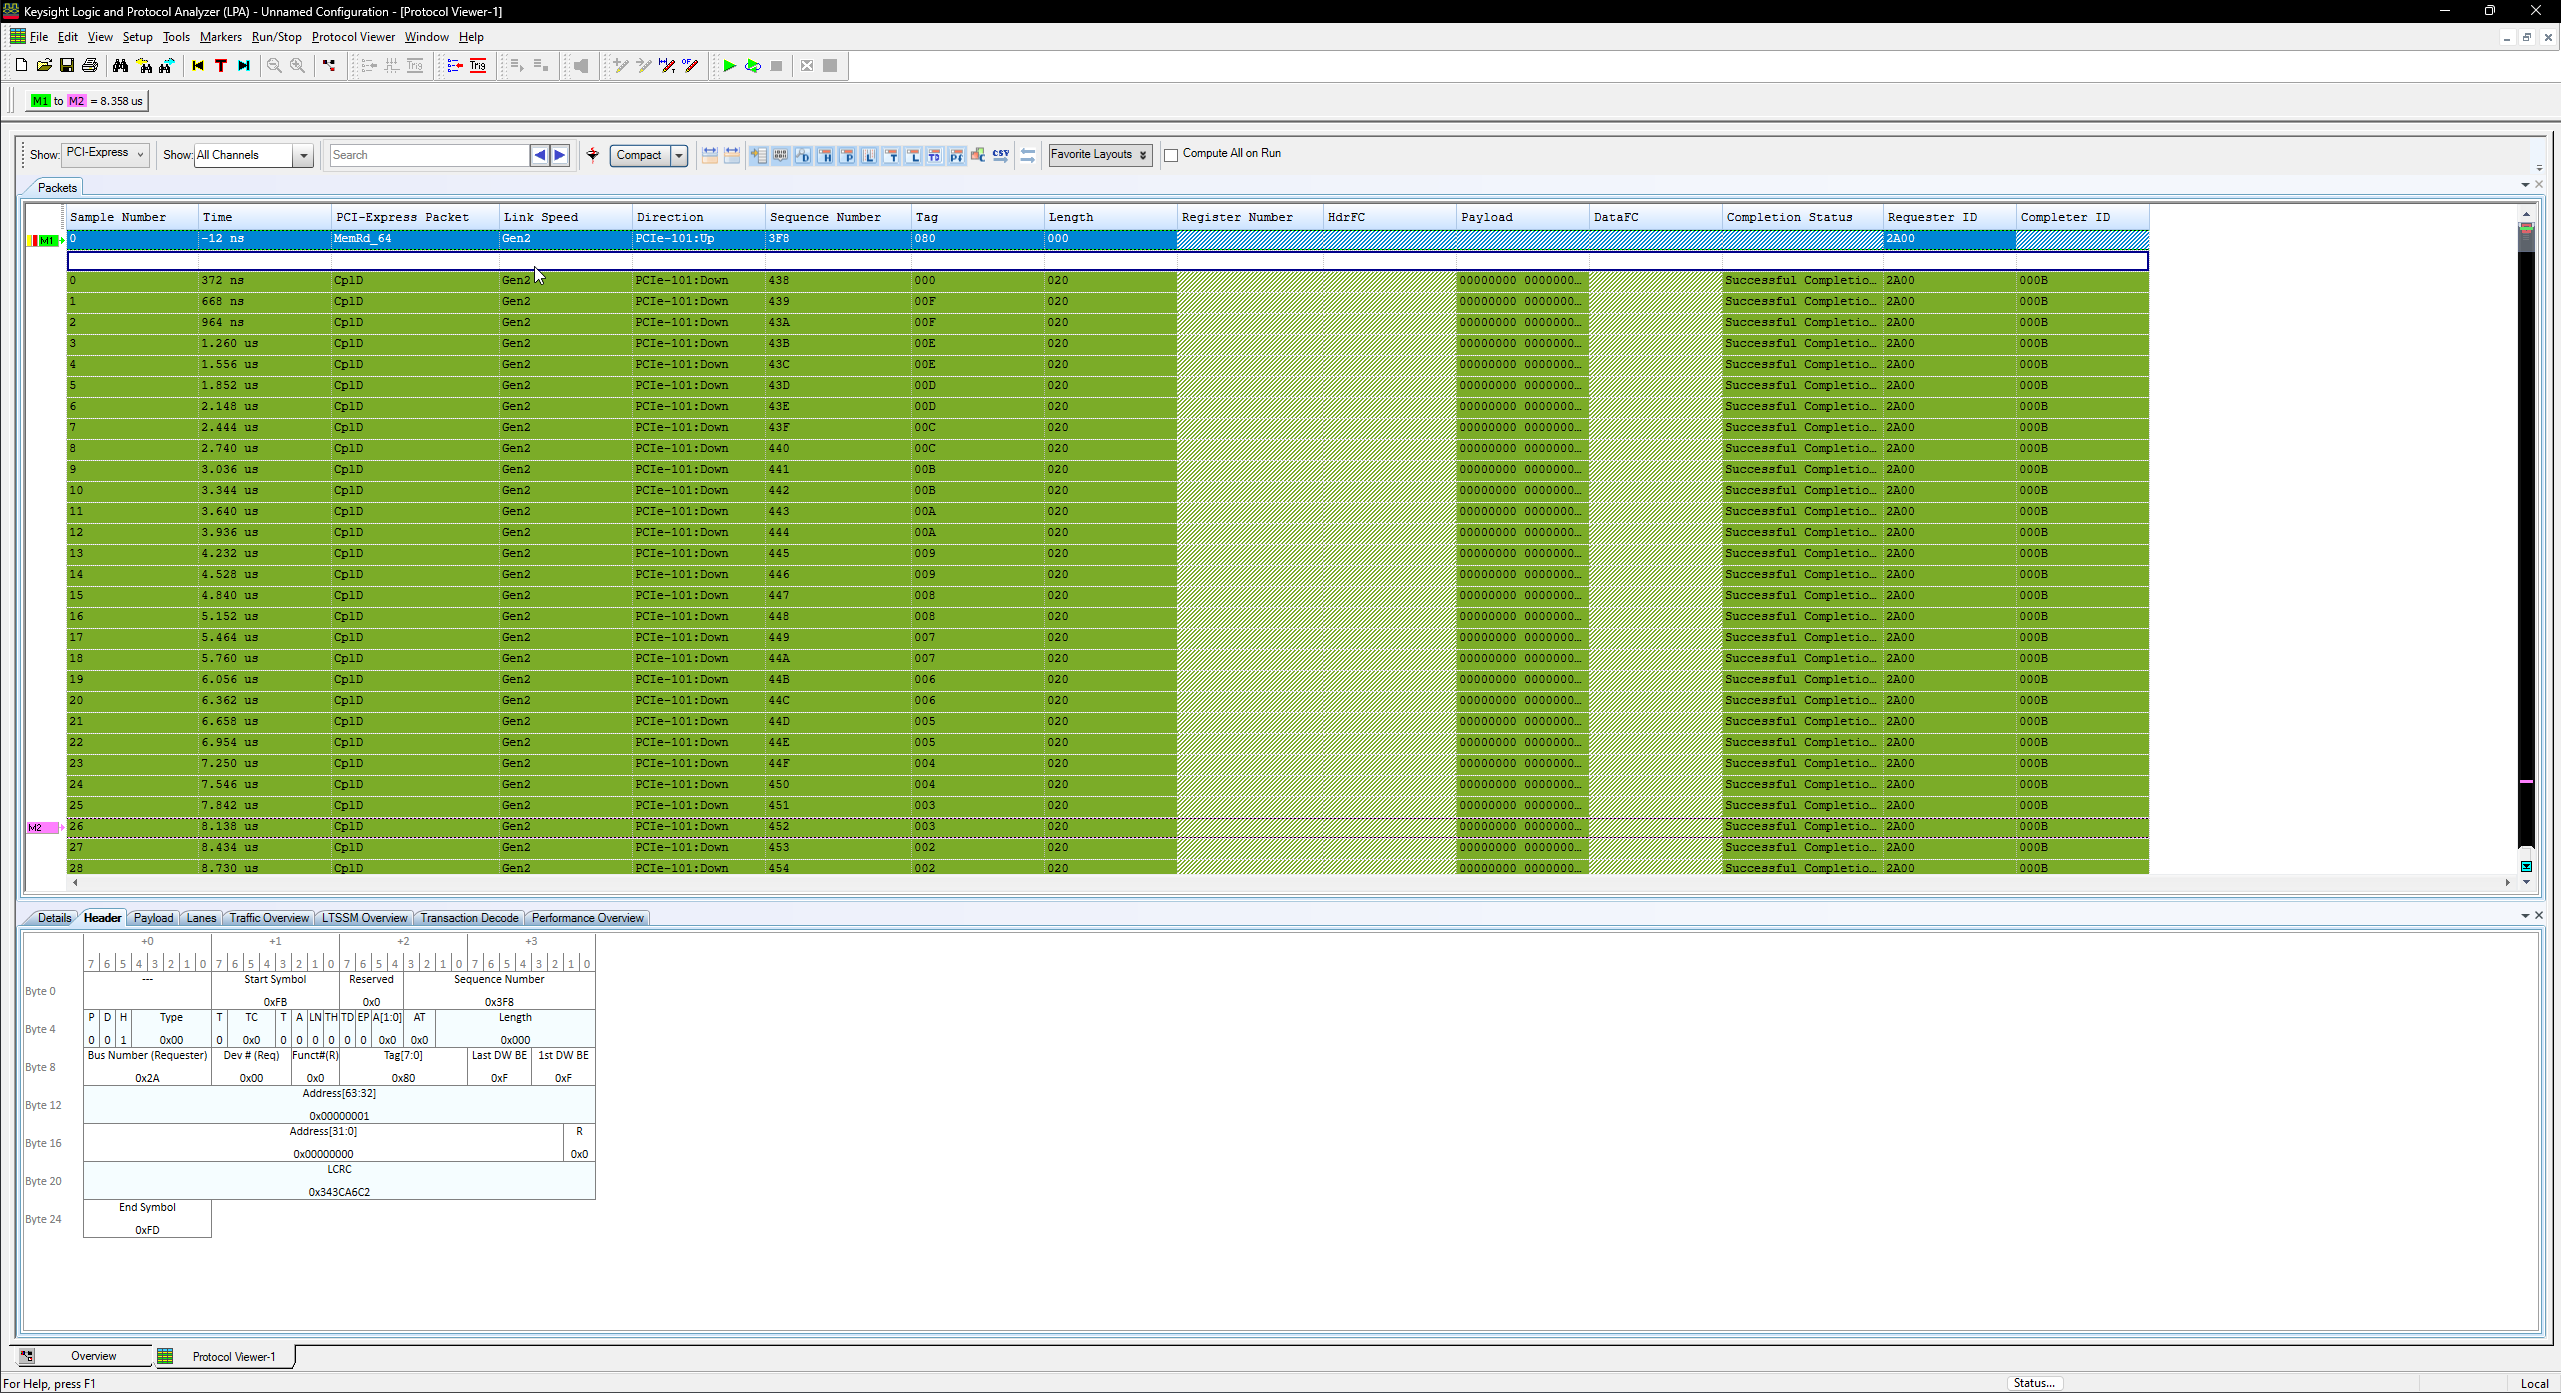 Keysight Logic and Protocol Analyzer (LPA) - Unnamed Configuration - [Protocol Viewer-1]
File Edit View Setup Tools Markers Run/Stop Protocol Viewer Window Help
M1 to M2 = 8.358 us
Show: PCI-Express Show: All Channels Search Compact Favorite Layouts Compute All on Run
Packets
Sample Number Time PCI-Express Packet Link Speed Direction Sequence Number Tag Length Register Number HdrFC Payload DataFC Completion Status Requester ID Completer ID
M1 0 -12 ns MemRd_64 Gen2 PCIe-101:Up 3F8 080 000 2A00
0 372 ns CplD Gen2 PCIe-101:Down 438 000 020 00000000 0000000... Successful Completio... 2A00 000B
1 668 ns CplD Gen2 PCIe-101:Down 439 00F 020 00000000 0000000... Successful Completio... 2A00 000B
2 964 ns CplD Gen2 PCIe-101:Down 43A 00F 020 00000000 0000000... Successful Completio... 2A00 000B
3 1.260 us CplD Gen2 PCIe-101:Down 43B 00E 020 00000000 0000000... Successful Completio... 2A00 000B
4 1.556 us CplD Gen2 PCIe-101:Down 43C 00E 020 00000000 0000000... Successful Completio... 2A00 000B
5 1.852 us CplD Gen2 PCIe-101:Down 43D 00D 020 00000000 0000000... Successful Completio... 2A00 000B
6 2.148 us CplD Gen2 PCIe-101:Down 43E 00D 020 00000000 0000000... Successful Completio... 2A00 000B
7 2.444 us CplD Gen2 PCIe-101:Down 43F 00C 020 00000000 0000000... Successful Completio... 2A00 000B
8 2.740 us CplD Gen2 PCIe-101:Down 440 00C 020 00000000 0000000... Successful Completio... 2A00 000B
9 3.036 us CplD Gen2 PCIe-101:Down 441 00B 020 00000000 0000000... Successful Completio... 2A00 000B
10 3.344 us CplD Gen2 PCIe-101:Down 442 00B 020 00000000 0000000... Successful Completio... 2A00 000B
11 3.640 us CplD Gen2 PCIe-101:Down 443 00A 020 00000000 0000000... Successful Completio... 2A00 000B
12 3.936 us CplD Gen2 PCIe-101:Down 444 00A 020 00000000 0000000... Successful Completio... 2A00 000B
13 4.232 us CplD Gen2 PCIe-101:Down 445 009 020 00000000 0000000... Successful Completio... 2A00 000B
14 4.528 us CplD Gen2 PCIe-101:Down 446 009 020 00000000 0000000... Successful Completio... 2A00 000B
15 4.840 us CplD Gen2 PCIe-101:Down 447 008 020 00000000 0000000... Successful Completio... 2A00 000B
16 5.152 us CplD Gen2 PCIe-101:Down 448 008 020 00000000 0000000... Successful Completio... 2A00 000B
17 5.464 us CplD Gen2 PCIe-101:Down 449 007 020 00000000 0000000... Successful Completio... 2A00 000B
18 5.760 us CplD Gen2 PCIe-101:Down 44A 007 020 00000000 0000000... Successful Completio... 2A00 000B
19 6.056 us CplD Gen2 PCIe-101:Down 44B 006 020 00000000 0000000... Successful Completio... 2A00 000B
20 6.362 us CplD Gen2 PCIe-101:Down 44C 006 020 00000000 0000000... Successful Completio... 2A00 000B
21 6.658 us CplD Gen2 PCIe-101:Down 44D 005 020 00000000 0000000... Successful Completio... 2A00 000B
22 6.954 us CplD Gen2 PCIe-101:Down 44E 005 020 00000000 0000000... Successful Completio... 2A00 000B
23 7.250 us CplD Gen2 PCIe-101:Down 44F 004 020 00000000 0000000... Successful Completio... 2A00 000B
24 7.546 us CplD Gen2 PCIe-101:Down 450 004 020 00000000 0000000... Successful Completio... 2A00 000B
25 7.842 us CplD Gen2 PCIe-101:Down 451 003 020 00000000 0000000... Successful Completio... 2A00 000B
M2 26 8.138 us CplD Gen2 PCIe-101:Down 452 003 020 00000000 0000000... Successful Completio... 2A00 000B
27 8.434 us CplD Gen2 PCIe-101:Down 453 002 020 00000000 0000000... Successful Completio... 2A00 000B
28 8.730 us CplD Gen2 PCIe-101:Down 454 002 020 00000000 0000000... Successful Completio... 2A00 000B
Details Header Payload Lanes Traffic Overview LTSSM Overview Transaction Decode Performance Overview
+0 +1 +2 +3
7 6 5 4 3 2 1 0 7 6 5 4 3 2 1 0 7 6 5 4 3 2 1 0 7 6 5 4 3 2 1 0
Byte 0 --- Start Symbol Reserved Sequence Number
0xFB 0x0 0x3F8
Byte 4 P D H Type T TC T A LN TH TD EP A[1:0] AT Length
0 0 1 0x00 0 0x0 0 0 0 0 0 0 0x0 0x0 0x000
Byte 8 Bus Number (Requester) Dev # (Req) Funct#(R) Tag[7:0] Last DW BE 1st DW BE
0x2A 0x00 0x0 0x80 0xF 0xF
Byte 12 Address[63:32]
0x00000001
Byte 16 Address[31:0] R
0x00000000 0x0
Byte 20 LCRC
0x343CA6C2
Byte 24 End Symbol
0xFD
Overview Protocol Viewer-1
For Help, press F1 Status... Local